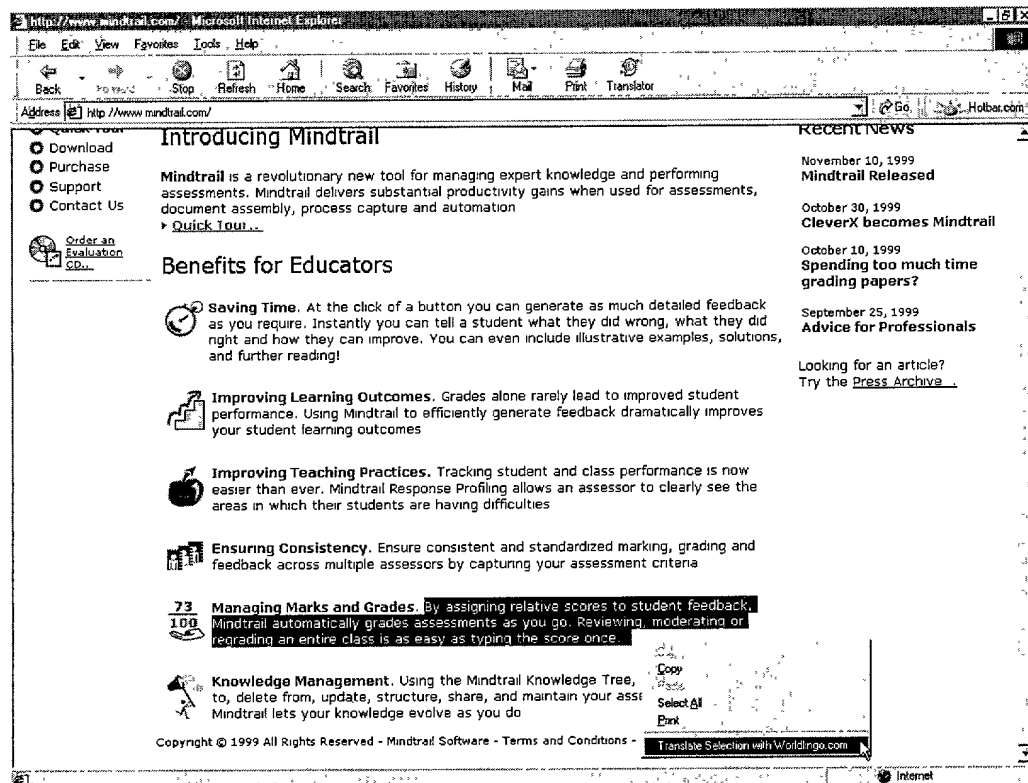 http://www.mindtrail.com/ - Microsoft Internet Explorer
File Edit View Favorites Tools Help
Back Forward Stop Refresh Home Search Favorites History Mail Print Translator
Address http://www.mindtrail.com/ Go Hotbar.com
Quick Tour
Download
Purchase
Support
Contact Us
Order an
Evaluation
CD...
Introducing Mindtrail
Mindtrail is a revolutionary new tool for managing expert knowledge and performing
assessments. Mindtrail delivers substantial productivity gains when used for assessments,
document assembly, process capture and automation
Quick Tour...
Benefits for Educators
Saving Time. At the click of a button you can generate as much detailed feedback
as you require. Instantly you can tell a student what they did wrong, what they did
right and how they can improve. You can even include illustrative examples, solutions,
and further reading!
Improving Learning Outcomes. Grades alone rarely lead to improved student
performance. Using Mindtrail to efficiently generate feedback dramatically improves
your student learning outcomes
Improving Teaching Practices. Tracking student and class performance is now
easier than ever. Mindtrail Response Profiling allows an assessor to clearly see the
areas in which their students are having difficulties
Ensuring Consistency. Ensure consistent and standardized marking, grading and
feedback across multiple assessors by capturing your assessment criteria
73
100
Managing Marks and Grades. By assigning relative scores to student feedback,
Mindtrail automatically grades assessments as you go. Reviewing, moderating or
regrading an entire class is as easy as typing the score once.
Knowledge Management. Using the Mindtrail Knowledge Tree,
to, delete from, update, structure, share, and maintain your
Mindtrail lets your knowledge evolve as you do
Copyright © 1999 All Rights Reserved - Mindtrail Software - Terms and Conditions -
Recent News
November 10, 1999
Mindtrail Released
October 30, 1999
CleverX becomes Mindtrail
October 10, 1999
Spending too much time
grading papers?
September 25, 1999
Advice for Professionals
Looking for an article?
Try the Press Archive .
Copy
Select All
Print
Translate Selection with Worldlingo.com
Internet